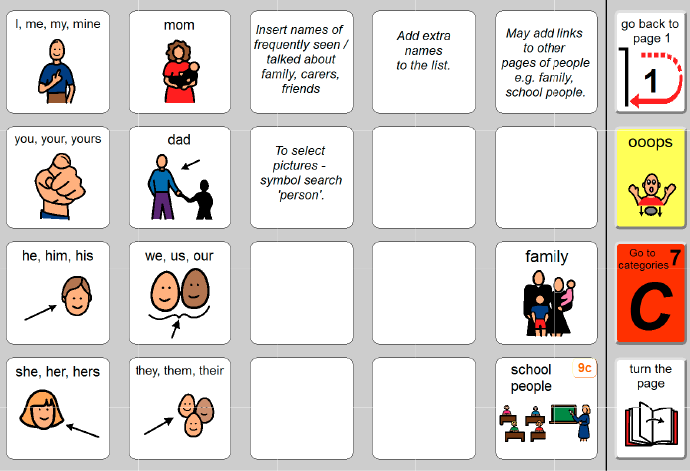 I, me, my, mine
mom
Insert names of
frequently seen /
talked about
family, carers,
friends
Add extra
names
to the list.
May add links
to other
pages of people
e.g. family,
school people.
go back to
page 1
1
you, your, yours
dad
To select
pictures -
symbol search
'person'.
ooops
he, him, his
we, us, our
family
Go to
categories 7
C
she, her, hers
they, them, their
school
people
9c
turn the
page